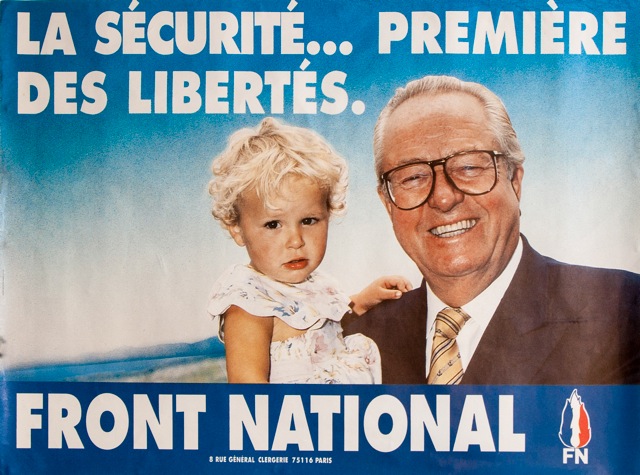 LA SÉCURITÉ... PREMIÈRE
DES LIBERTÉS.
FRONT NATIONAL
FN
8 RUE GÉNÉRAL CLERGERIE 75116 PARIS